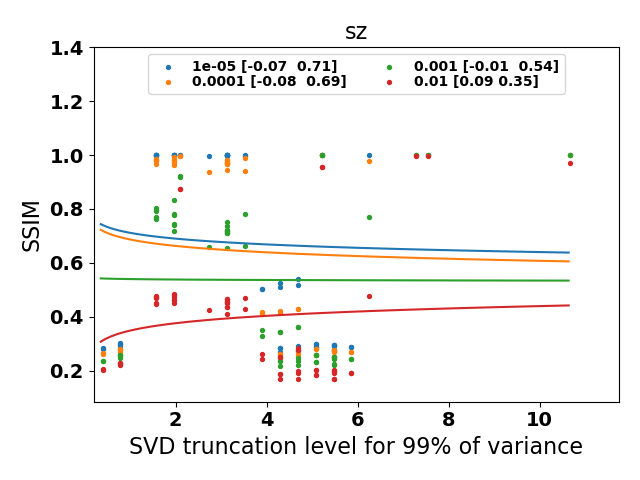 sz
1e-05 [-0.07  0.71]
0.0001 [-0.08  0.69]
0.001 [-0.01  0.54]
0.01 [0.09 0.35]
SSIM
1.4
1.2
1.0
0.8
0.6
0.4
0.2
2 4 6 8 10
SVD truncation level for 99% of variance